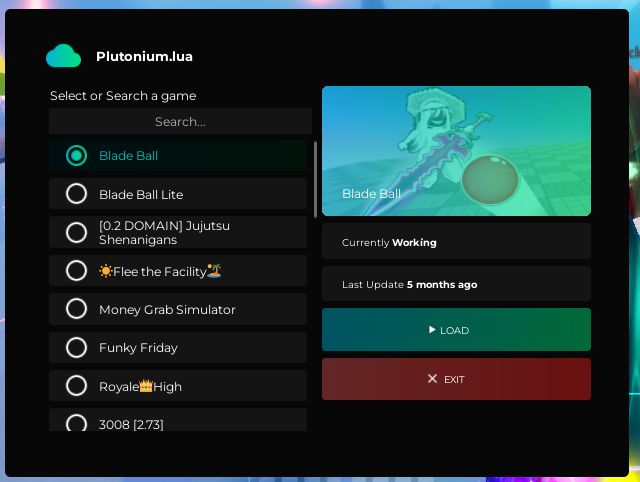 Plutonium.lua
Select or Search a game
Search...
Blade Ball
Blade Ball Lite
[0.2 DOMAIN] Jujutsu
Shenanigans
☀️Flee the Facility🏝️
Money Grab Simulator
Funky Friday
Royale👑High
3008 [2.73]
Blade Ball
Currently Working
Last Update 5 months ago
▶ LOAD
✕ EXIT